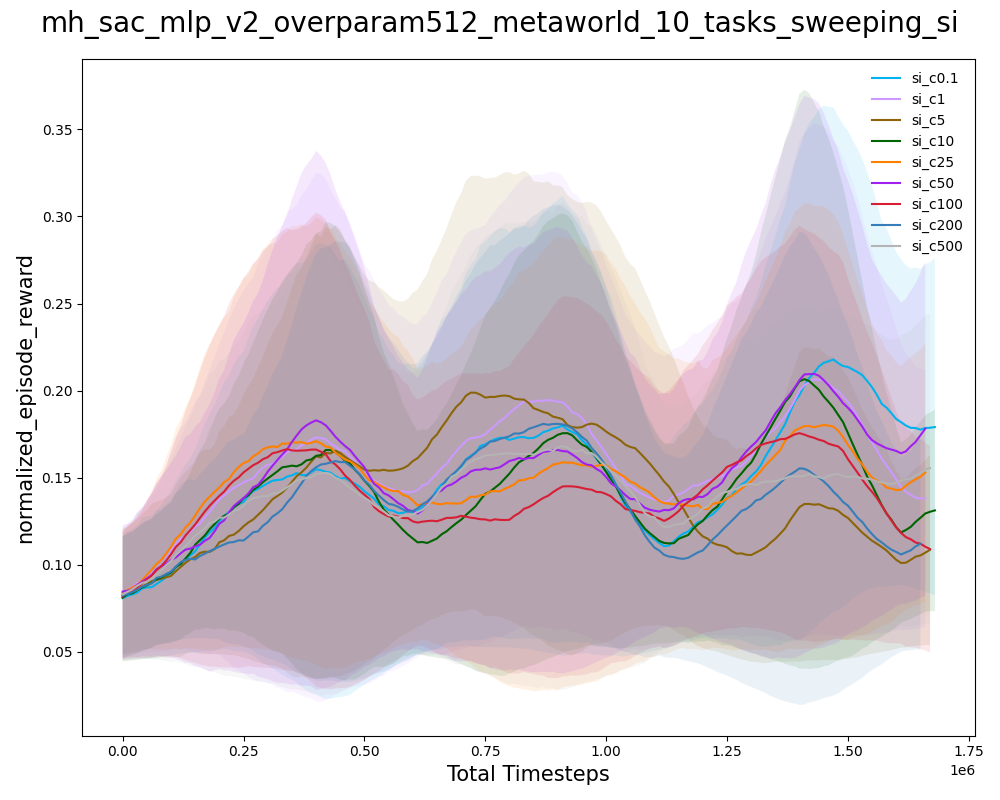 mh_sac_mlp_v2_overparam512_metaworld_10_tasks_sweeping_si
si_c0.1
si_c1
si_c5
si_c10
si_c25
si_c50
si_c100
si_c200
si_c500
normalized_episode_reward
0.35
0.30
0.25
0.20
0.15
0.10
0.05
0.00
0.25
0.50
0.75
1.00
1.25
1.50
1.75
1e6
Total Timesteps